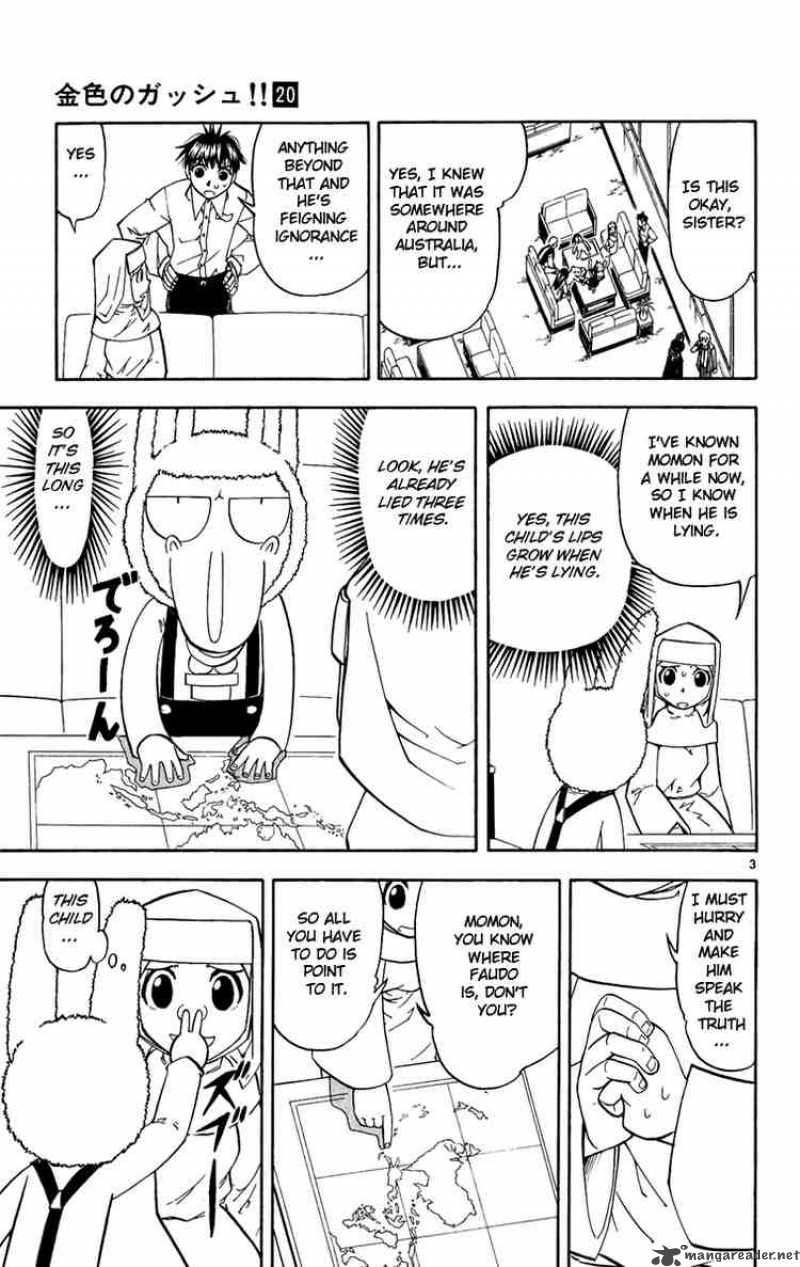 金色のガッシュ!! 20
IS THIS
OKAY,
SISTER?
YES, I KNEW
THAT IT WAS
SOMEWHERE
AROUND
AUSTRALIA,
BUT...
ANYTHING
BEYOND
THAT AND
HE'S
FEIGNING
IGNORANCE
...
YES
...
I'VE KNOWN
MOMON FOR
A WHILE NOW,
SO I KNOW
WHEN HE IS
LYING.
YES, THIS
CHILD'S LIPS
GROW WHEN
HE'S LYING.
LOOK, HE'S
ALREADY
LIED THREE
TIMES.
でろーん
SO
IT'S
THIS
LONG
...
3
I MUST
HURRY
AND
MAKE
HIM
SPEAK
THE
TRUTH
...
MOMON,
YOU KNOW
WHERE
FAUDO
IS, DON'T
YOU?
SO ALL
YOU HAVE
TO DO IS
POINT
TO IT.
THIS
CHILD
...
ズブー
mangareader.net